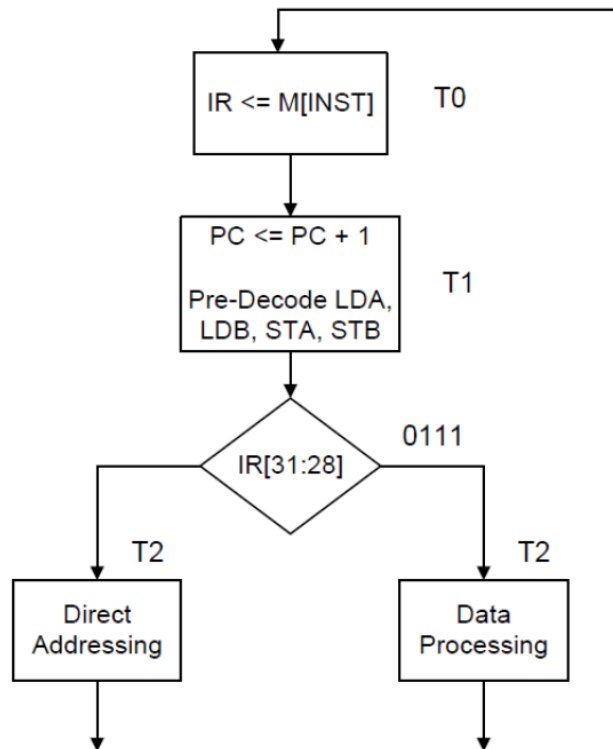 IR <= M[INST]
T0
PC <= PC + 1
Pre-Decode LDA,
LDB, STA, STB
T1
IR[31:28]
0111
T2
Direct
Addressing
T2
Data
Processing